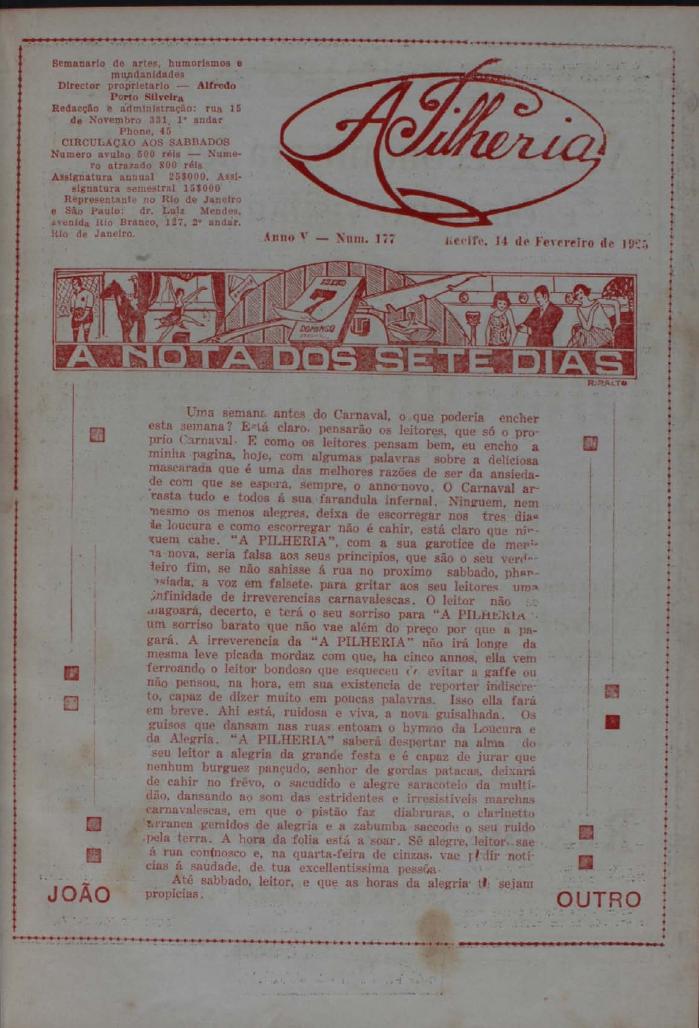 Semanario de artes, humorismos e
mundanidades
Director proprietario — Alfredo
Porto Silveira
Redacção e administração: rua 15
de Novembro 331, 1º andar
Phone, 45
CIRCULAÇÃO AOS SABBADOS
Numero avulso 500 réis — Nume-
ro atrazado 800 réis
Assignatura annual 25$000. Assi-
signatura semestral 15$000
Representante no Rio de Janeiro
e São Paulo: dr. Luiz Mendes,
avenida Rio Branco, 127, 2º andar.
Rio de Janeiro.
A Pilheria
Anno V — Num. 177
Recife, 14 de Fevereiro de 1925
7
DOMINGO
A NOTA DOS SETE DIAS
Uma semana antes do Carnaval, o que poderia encher
esta semana? Está claro, pensarão os leitores, que só o pro-
prio Carnaval. E como os leitores pensam bem, eu encho a
minha pagina, hoje, com algumas palavras sobre a deliciosa
mascarada que é uma das melhores razões de ser da ansieda-
de com que se espera, sempre, o anno-novo. O Carnaval ar-
rasta tudo e todos á sua farandula infernal. Ninguem, nem
mesmo os menos alegres, deixa de escorregar nos tres dias
de loucura e como escorregar não é cahir, está claro que nin-
guem cahe. "A PILHERIA", com a sua garotice de meni-
na nova, seria falsa aos seus principios, que são o seu verda-
deiro fim, se não sahisse á rua no proximo sabbado, phan-
tasiada, a voz em falsete, para gritar aos seu leitores uma
infinidade de irreverencias carnavalescas. O leitor não se
magoará, decerto, e terá o seu sorriso para "A PILHERIA",
um sorriso barato que não vae além do preço por que a pa-
gará. A irreverencia da "A PILHERIA" não irá longe da
mesma leve picada mordaz com que, ha cinco annos, ella vem
ferroando o leitor bondoso que esqueceu de evitar a gaffe ou
não pensou, na hora, em sua existencia de reporter indiscre-
to, capaz de dizer muito em poucas palavras. Isso ella fará
em breve. Ahi está, ruidosa e viva, a nova guisalhada. Os
guisos que dansam nas ruas entoam o hymno da Loucura e
da Alegria. "A PILHERIA" saberá despertar na alma do
seu leitor a alegria da grande festa e é capaz de jurar que
nenhum burguez pançudo, senhor de gordas patacas, deixará
de cahir no frêvo, o sacudido e alegre saracoteio da multi-
dão, dansando ao som das estridentes e irresistiveis marchas
carnavalescas, em que o pistão faz diabruras, o clarinetto
arranca gemidos de alegria e a zabumba saccode o seu ruido
pela terra. A hora da folia está a soar. Sê alegre, leitor, sae
á rua comnosco e, na quarta-feira de cinzas, vae pedir noti-
cias á saudade, de tua excellentissima pessôa.
Até sabbado, leitor, e que as horas da alegria te sejam
propicias.
JOÃO
OUTRO